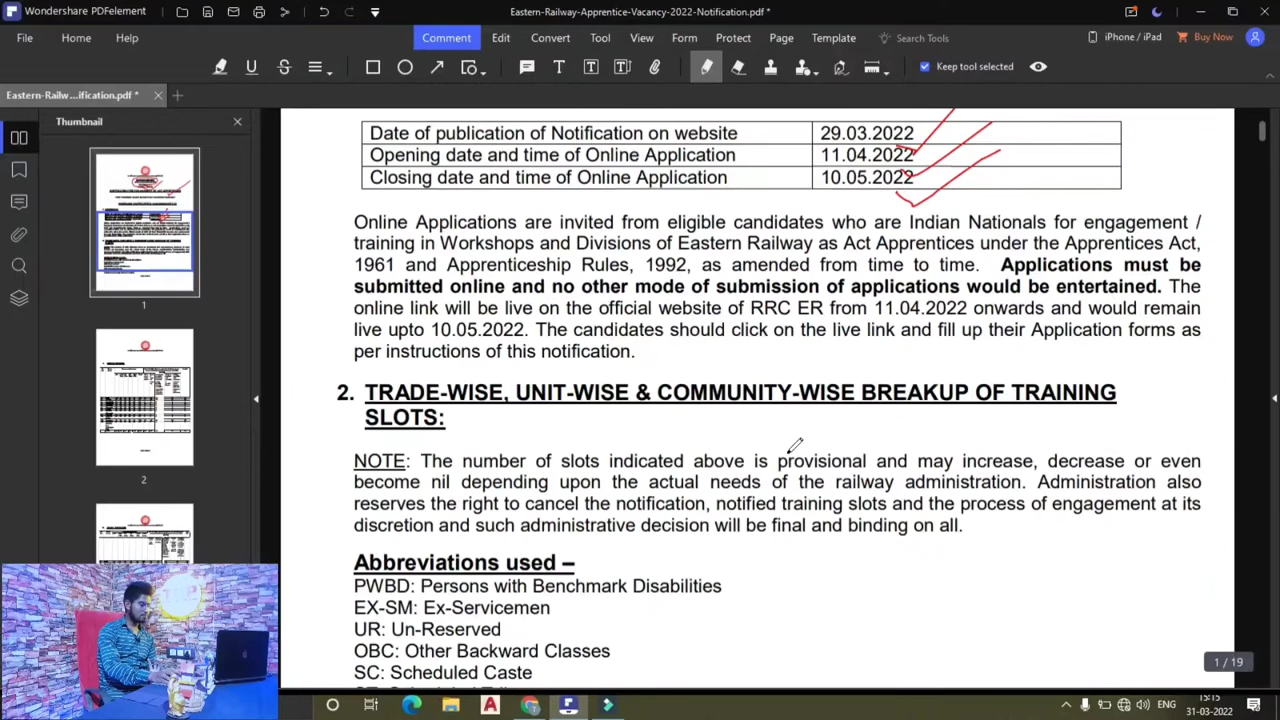 Wondershare PDFelement
Eastern-Railway-Apprentice-Vacancy-2022-Notification.pdf *
File Home Help Comment Edit Convert Tool View Form Protect Page Template Search Tools iPhone / iPad Buy Now
Keep tool selected
Eastern-Railw...ification.pdf *
Thumbnail
1
2
Date of publication of Notification on website 29.03.2022
Opening date and time of Online Application 11.04.2022
Closing date and time of Online Application 10.05.2022
Online Applications are invited from eligible candidates who are Indian Nationals for engagement /
training in Workshops and Divisions of Eastern Railway as Act Apprentices under the Apprentices Act,
1961 and Apprenticeship Rules, 1992, as amended from time to time. Applications must be
submitted online and no other mode of submission of applications would be entertained. The
online link will be live on the official website of RRC ER from 11.04.2022 onwards and would remain
live upto 10.05.2022. The candidates should click on the live link and fill up their Application forms as
per instructions of this notification.
2. TRADE-WISE, UNIT-WISE & COMMUNITY-WISE BREAKUP OF TRAINING
SLOTS:
NOTE: The number of slots indicated above is provisional and may increase, decrease or even
become nil depending upon the actual needs of the railway administration. Administration also
reserves the right to cancel the notification, notified training slots and the process of engagement at its
discretion and such administrative decision will be final and binding on all.
Abbreviations used –
PWBD: Persons with Benchmark Disabilities
EX-SM: Ex-Servicemen
UR: Un-Reserved
OBC: Other Backward Classes
SC: Scheduled Caste
1 / 19
ENG
15:15
31-03-2022